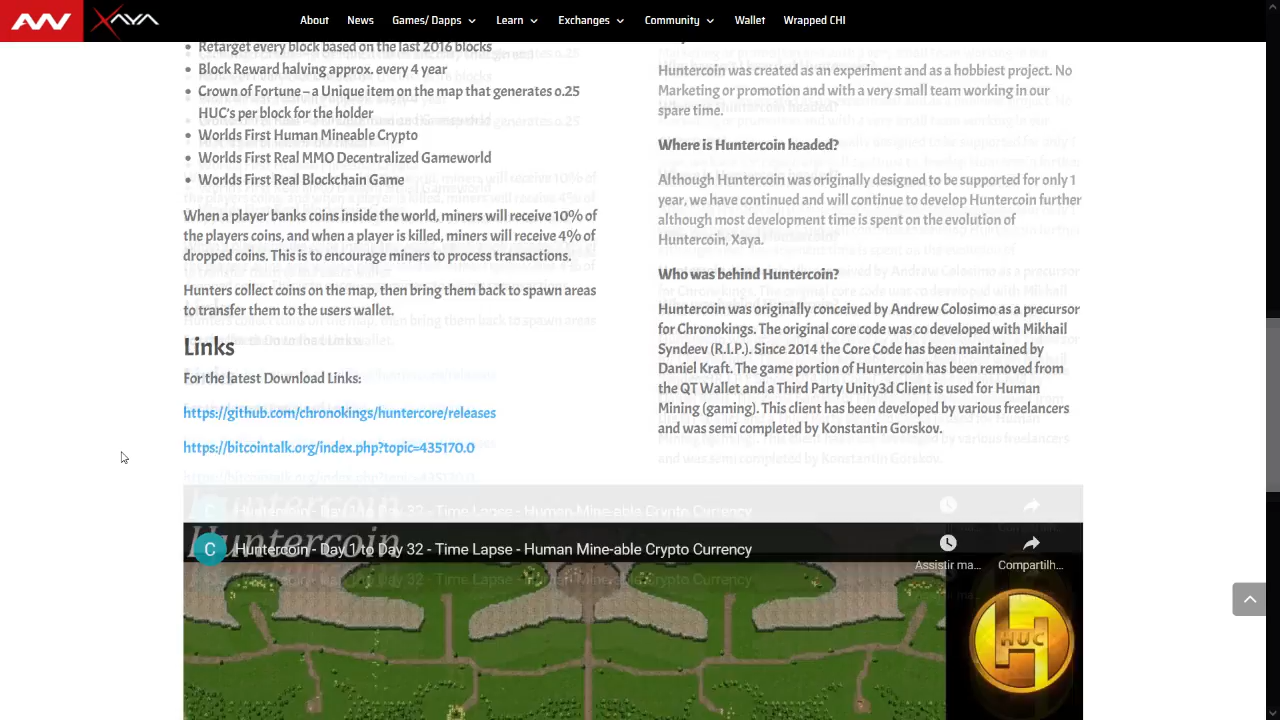 XAYA
About News Games/ Dapps Learn Exchanges Community Wallet Wrapped CHI
Retarget every block based on the last 2016 blocks
Block Reward halving approx. every 4 year
Crown of Fortune – a Unique item on the map that generates 0.25
HUC's per block for the holder
Worlds First Human Mineable Crypto
Worlds First Real MMO Decentralized Gameworld
Worlds First Real Blockchain Game
When a player banks coins inside the world, miners will receive 10% of
the players coins, and when a player is killed, miners will receive 4% of
dropped coins. This is to encourage miners to process transactions.
Hunters collect coins on the map, then bring them back to spawn areas
to transfer them to the users wallet.
Links
For the latest Download Links:
https://github.com/chronokings/huntercore/releases
https://bitcointalk.org/index.php?topic=435170.0
Huntercoin was created as an experiment and as a hobbiest project. No
Marketing or promotion and with a very small team working in our
spare time.
Where is Huntercoin headed?
Although Huntercoin was originally designed to be supported for only 1
year, we have continued and will continue to develop Huntercoin further
although most development time is spent on the evolution of
Huntercoin, Xaya.
Who was behind Huntercoin?
Huntercoin was originally conceived by Andrew Colosimo as a precursor
for Chronokings. The original core code was co developed with Mikhail
Syndeev (R.I.P.). Since 2014 the Core Code has been maintained by
Daniel Kraft. The game portion of Huntercoin has been removed from
the QT Wallet and a Third Party Unity3d Client is used for Human
Mining (gaming). This client has been developed by various freelancers
and was semi completed by Konstantin Gorskov.
Huntercoin
C Huntercoin - Day 1 to Day 32 - Time Lapse - Human Mine-able Crypto Currency
Assistir ma... Compartilh...
HUC